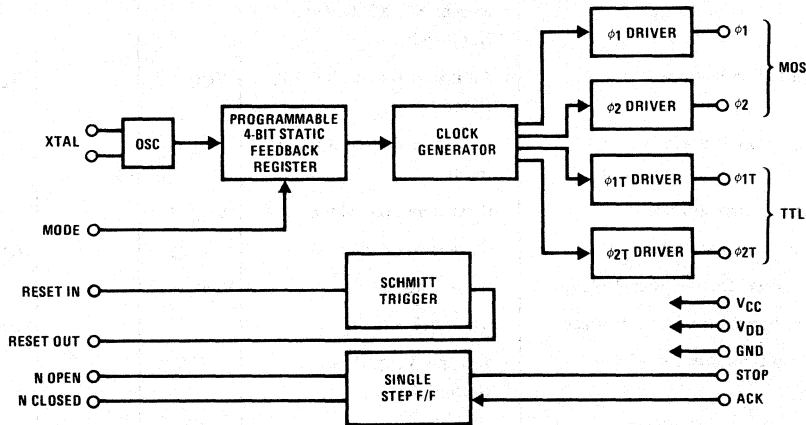 XTAL
OSC
PROGRAMMABLE
4-BIT STATIC
FEEDBACK
REGISTER
CLOCK
GENERATOR
ϕ1 DRIVER
ϕ1
ϕ2 DRIVER
ϕ2
MOS
ϕ1T DRIVER
ϕ1T
ϕ2T DRIVER
ϕ2T
TTL
MODE
RESET IN
SCHMITT
TRIGGER
RESET OUT
VCC
VDD
GND
N OPEN
N CLOSED
SINGLE
STEP F/F
STOP
ACK